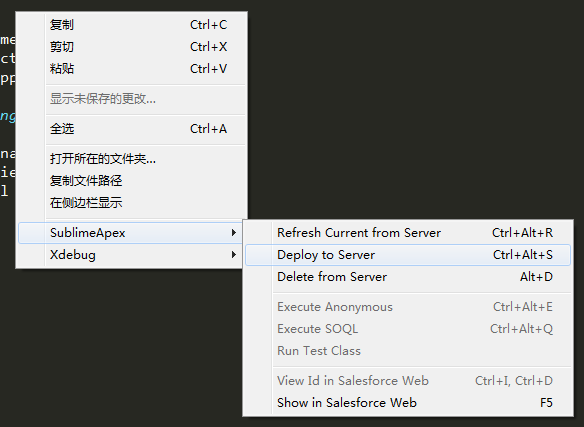 复制 Ctrl+C
me
剪切 Ctrl+X
ct
粘贴 Ctrl+V
pp
显示未保存的更改...
ng
全选 Ctrl+A
na
打开所在的文件夹...
ie
复制文件路径
l
在侧边栏显示
SublimeApex
Refresh Current from Server Ctrl+Alt+R
Xdebug
Deploy to Server Ctrl+Alt+S
Delete from Server Alt+D
Execute Anonymous Ctrl+Alt+E
Execute SOQL Ctrl+Alt+Q
Run Test Class
View Id in Salesforce Web Ctrl+I, Ctrl+D
Show in Salesforce Web F5